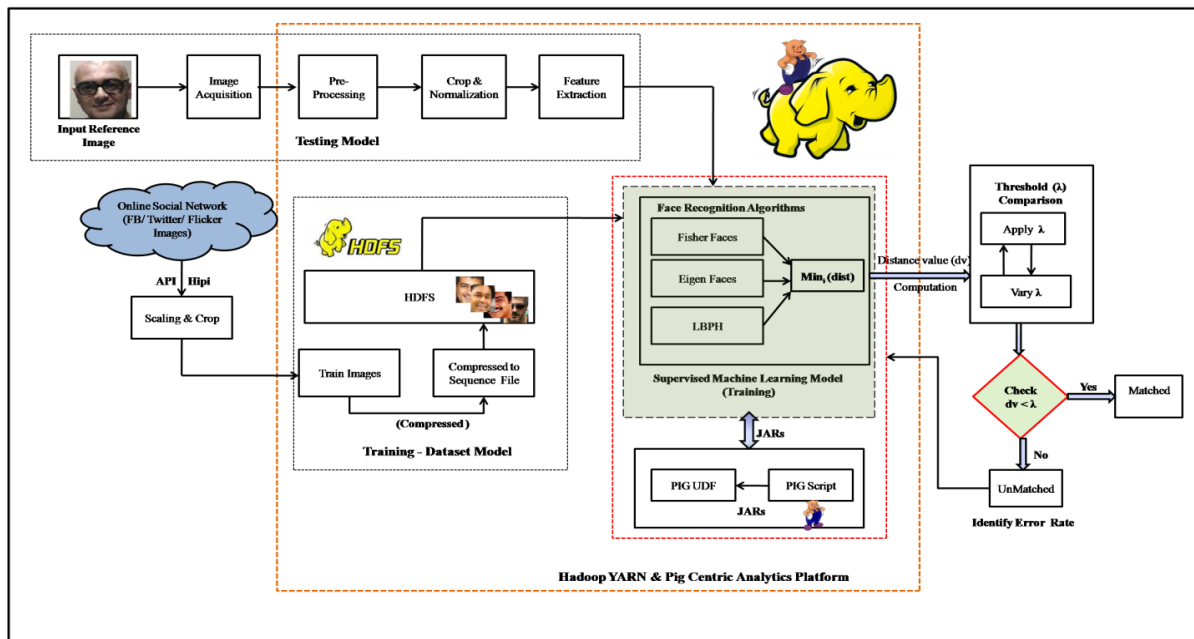 Input Reference
Image
Image
Acquisition
Pre-
Processing
Crop &
Normalization
Feature
Extraction
Testing Model
Online Social Network
(FB/ Twitter/ Flicker
Images)
API
Hipi
Scaling & Crop
HDFS
HDFS
Train Images
Compressed to
Sequence File
(Compressed )
Training – Dataset Model
Face Recognition Algorithms
Fisher Faces
Eigen Faces
LBPH
Min_i (dist)
Supervised Machine Learning Model
(Training)
JARs
PIG UDF
PIG Script
JARs
Hadoop YARN & Pig Centric Analytics Platform
Distance value (dv)
Computation
Threshold (λ)
Comparison
Apply λ
Vary λ
Check
dv < λ
Yes
Matched
No
UnMatched
Identify Error Rate